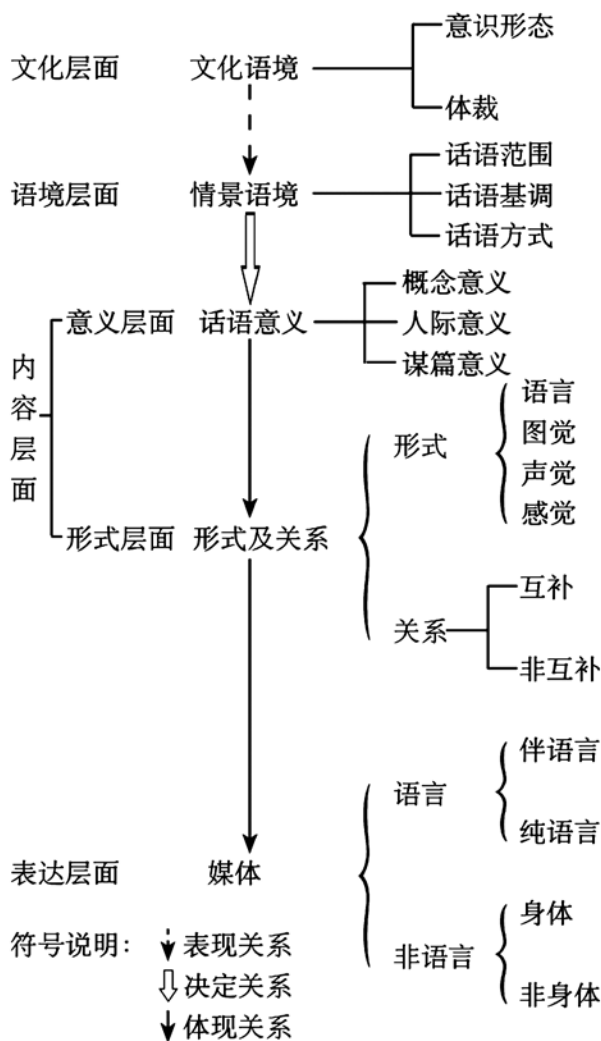 意识形态
文化层面 文化语境
体裁
话语范围
语境层面 情景语境 话语基调
话语方式
概念意义
意义层面 话语意义 人际意义
谋篇意义
内容层面
语言
形式 图觉
声觉
感觉
形式层面 形式及关系
互补
关系
非互补
伴语言
语言
纯语言
表达层面 媒体
身体
符号说明: 表现关系 非语言
决定关系 非身体
体现关系